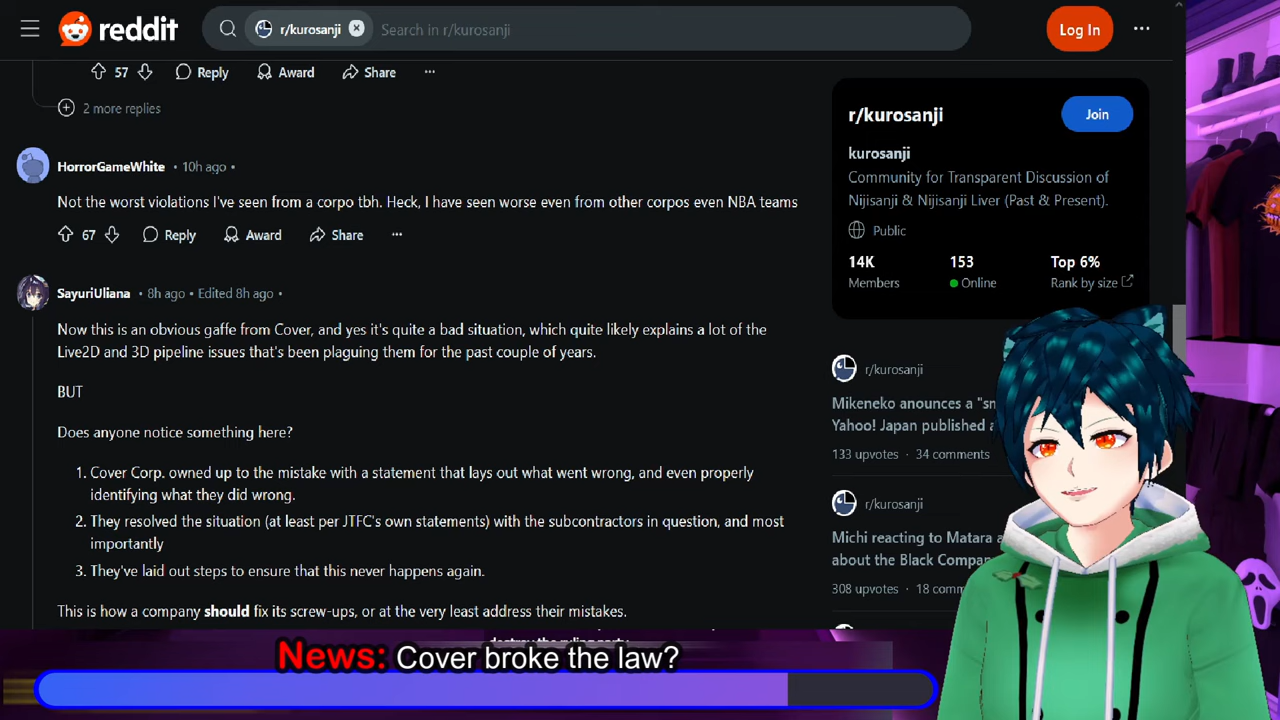 reddit
r/kurosanji
Search in r/kurosanji
Log In
57 Reply Award Share
2 more replies
HorrorGameWhite • 10h ago •
Not the worst violations I've seen from a corpo tbh. Heck, I have seen worse even from other corpos even NBA teams
67 Reply Award Share
SayuriUliana • 8h ago • Edited 8h ago •
Now this is an obvious gaffe from Cover, and yes it's quite a bad situation, which quite likely explains a lot of the
Live2D and 3D pipeline issues that's been plaguing them for the past couple of years.
BUT
Does anyone notice something here?
1. Cover Corp. owned up to the mistake with a statement that lays out what went wrong, and even properly
identifying what they did wrong.
2. They resolved the situation (at least per JTFC's own statements) with the subcontractors in question, and most
importantly
3. They've laid out steps to ensure that this never happens again.
This is how a company should fix its screw-ups, or at the very least address their mistakes.
r/kurosanji
Join
kurosanji
Community for Transparent Discussion of
Nijisanji & Nijisanji Liver (Past & Present).
Public
14K 153 Top 6%
Members Online Rank by size
r/kurosanji
Mikeneko anounces a "sm
Yahoo! Japan published a
133 upvotes • 34 comments
r/kurosanji
Michi reacting to Matara a
about the Black Compan
308 upvotes • 18 comm
News: Cover broke the law?